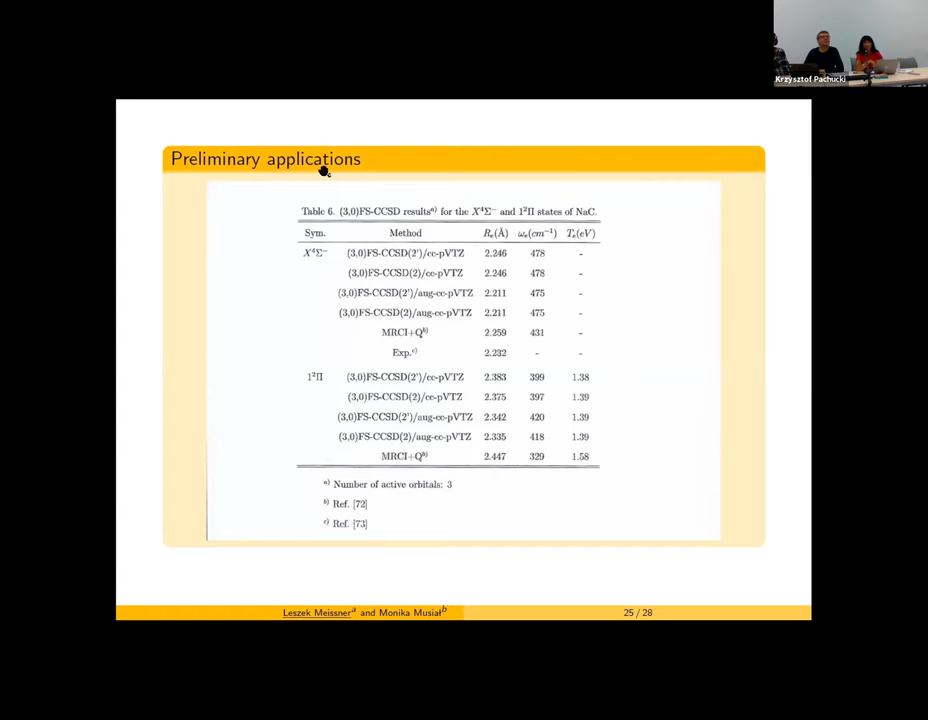 Krzysztof Pachucki
Preliminary applications
Table 6. (3,0)FS-CCSD results^a) for the X⁴Σ⁻ and 1²Π states of NaC.
Sym. Method R_e(Å) ω_e(cm⁻¹) T_e(eV)
X⁴Σ⁻ (3,0)FS-CCSD(2')/cc-pVTZ 2.246 478 -
(3,0)FS-CCSD(2)/cc-pVTZ 2.246 478 -
(3,0)FS-CCSD(2')/aug-cc-pVTZ 2.211 475 -
(3,0)FS-CCSD(2)/aug-cc-pVTZ 2.211 475 -
MRCI+Q^b) 2.259 431 -
Exp.^c) 2.232 - -
1²Π (3,0)FS-CCSD(2')/cc-pVTZ 2.383 399 1.38
(3,0)FS-CCSD(2)/cc-pVTZ 2.375 397 1.39
(3,0)FS-CCSD(2')/aug-cc-pVTZ 2.342 420 1.39
(3,0)FS-CCSD(2)/aug-cc-pVTZ 2.335 418 1.39
MRCI+Q^b) 2.447 329 1.58
a) Number of active orbitals: 3
b) Ref. [72]
c) Ref. [73]
Leszek Meissner^a and Monika Musiał^b 25 / 28